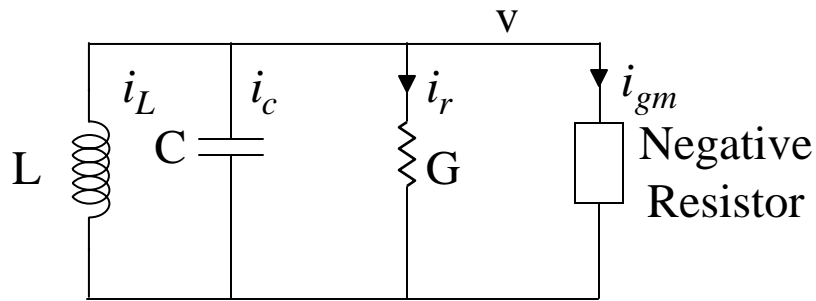 v
i_L
i_c
i_r
i_gm
L
C
G
Negative
Resistor